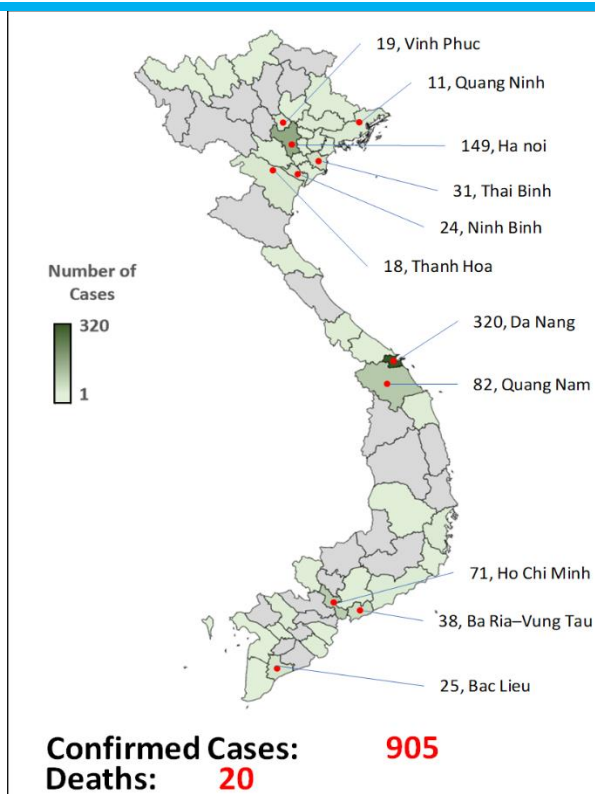 19, Vinh Phuc
11, Quang Ninh
149, Ha noi
31, Thai Binh
24, Ninh Binh
18, Thanh Hoa
Number of
Cases
320
1
320, Da Nang
82, Quang Nam
71, Ho Chi Minh
38, Ba Ria–Vung Tau
25, Bac Lieu
Confirmed Cases: 905
Deaths: 20